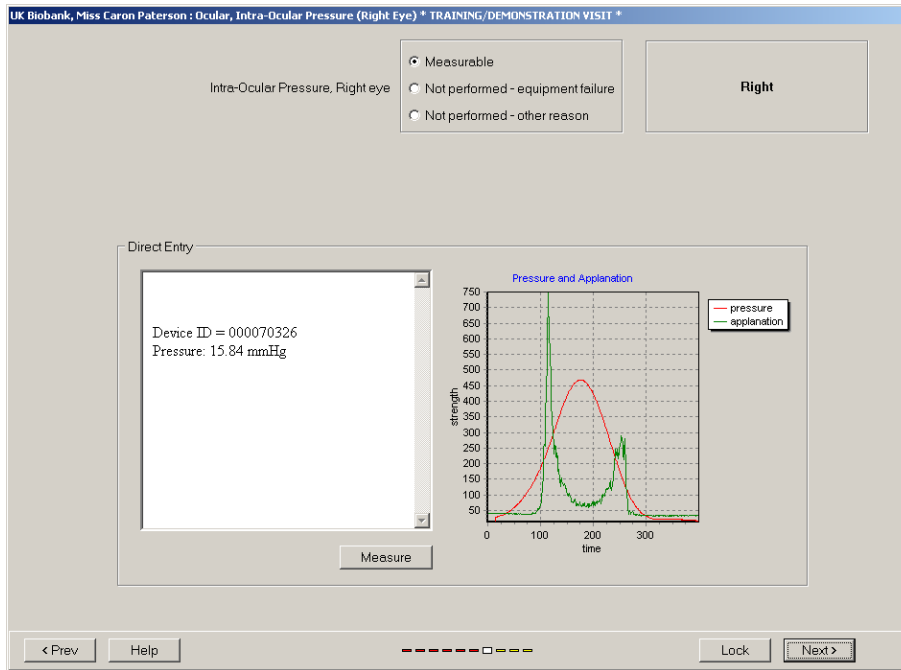 UK Biobank, Miss Caron Paterson : Ocular, Intra-Ocular Pressure (Right Eye) * TRAINING/DEMONSTRATION VISIT *
Intra-Ocular Pressure, Right eye
Measurable
Not performed - equipment failure
Not performed - other reason
Right
Direct Entry
Device ID = 000070326
Pressure: 15.84 mmHg
Measure
Pressure and Applanation
strength
750
700
650
600
550
500
450
400
350
300
250
200
150
100
50
0 100 200 300
time
pressure
applanation
< Prev
Help
Lock
Next >